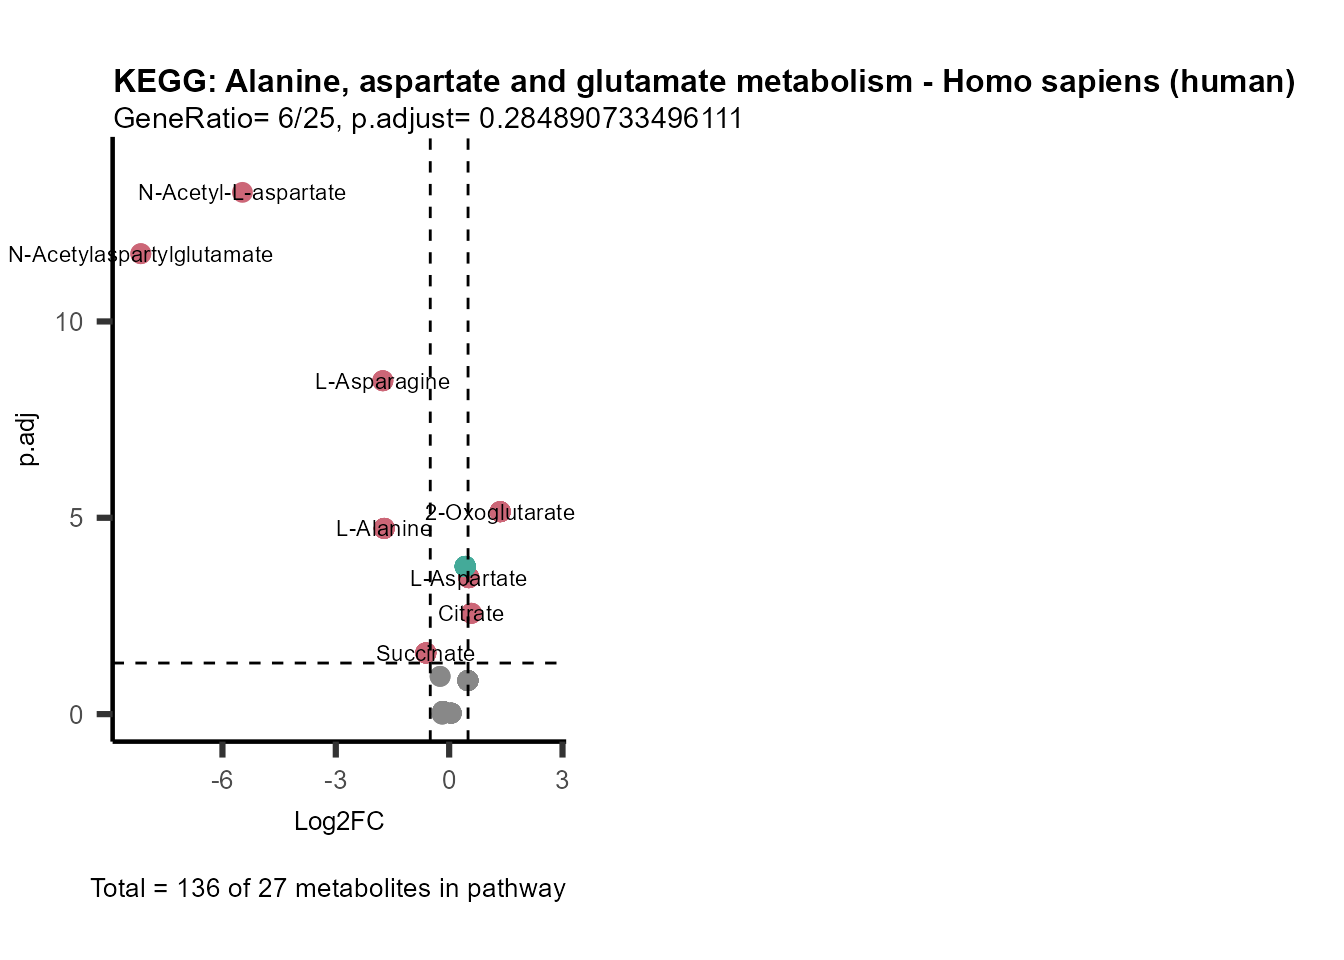 KEGG: Alanine, aspartate and glutamate metabolism - Homo sapiens (human)
GeneRatio= 6/25, p.adjust= 0.284890733496111
N-Acetyl-L-aspartate
N-Acetylaspartylglutamate
10
L-Asparagine
p.adj
2-Oxoglutarate
5
L-Alanine
L-Aspartate
Citrate
Succinate
0
-6
-3
0
3
Log2FC
Total = 136 of 27 metabolites in pathway